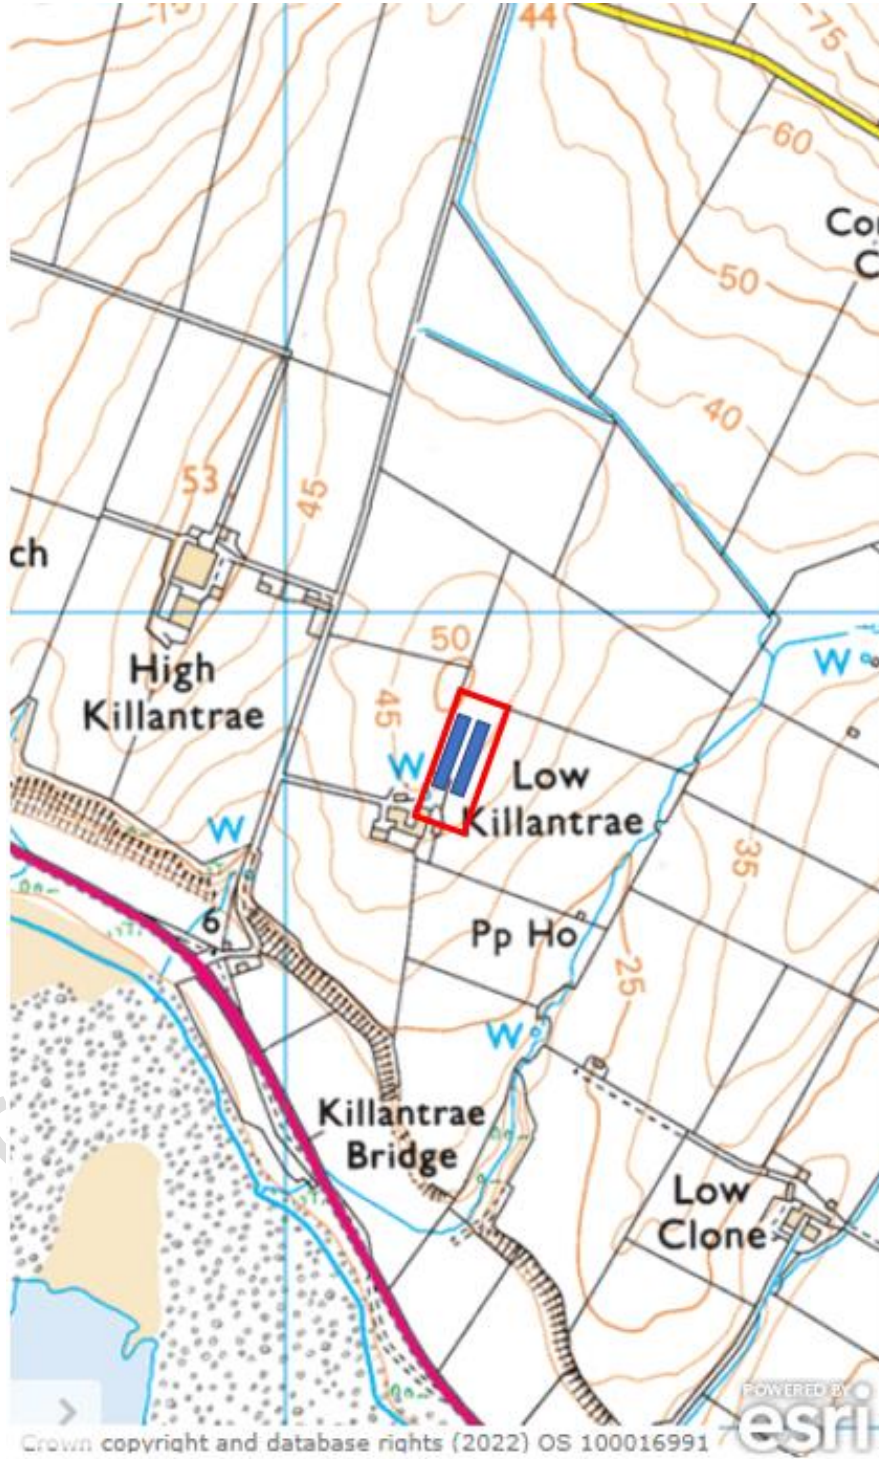 44
75
60
Co
C
50
40
53
45
ch
50
W
High
Killantrae
45
W
Low
Killantrae
W
35
6
Pp Ho
25
W
Killantrae
Bridge
Low
Clone
POWERED BY
esri
Crown copyright and database rights (2022) OS 100016991